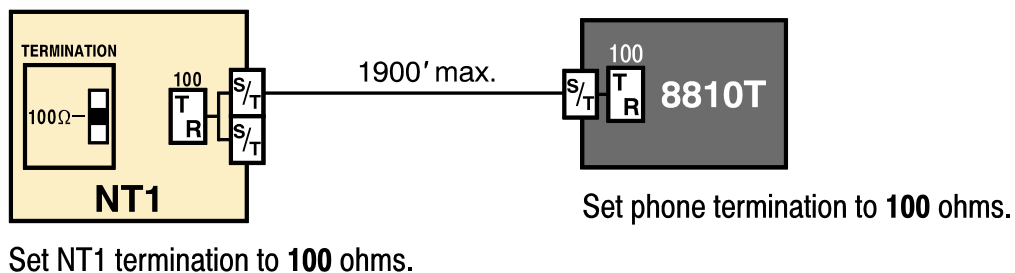 TERMINATION
100Ω
100
T
R
S/T
S/T
NT1
1900′ max.
S/T
100
T
R
8810T
Set phone termination to 100 ohms.
Set NT1 termination to 100 ohms.